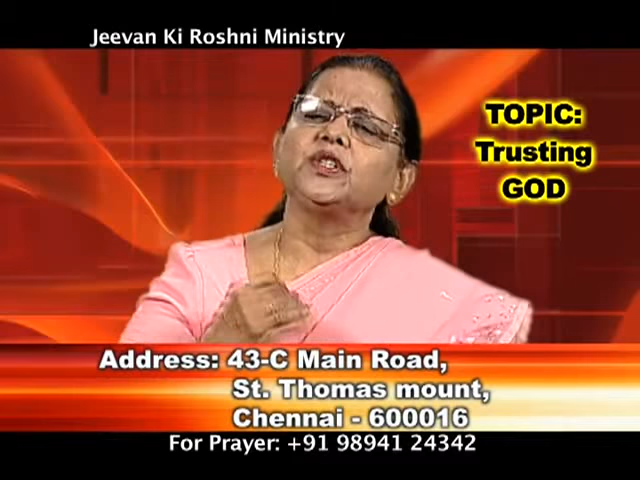 Jeevan Ki Roshni Ministry
TOPIC:
Trusting
GOD
Address: 43-C Main Road,
St. Thomas mount,
Chennai - 600016
For Prayer: +91 98941 24342